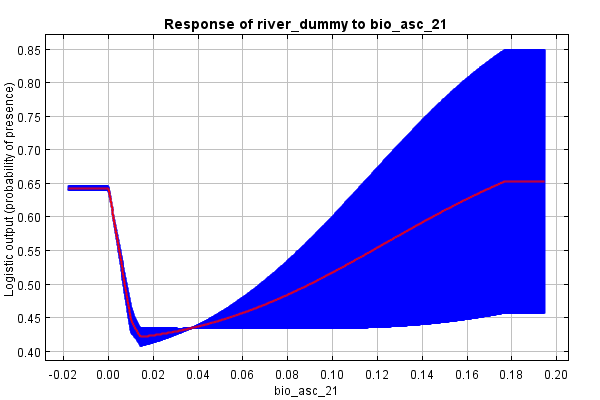 Response of river_dummy to bio_asc_21
Logistic output (probability of presence)
0.85
0.80
0.75
0.70
0.65
0.60
0.55
0.50
0.45
0.40
-0.02 0.00 0.02 0.04 0.06 0.08 0.10 0.12 0.14 0.16 0.18 0.20
bio_asc_21